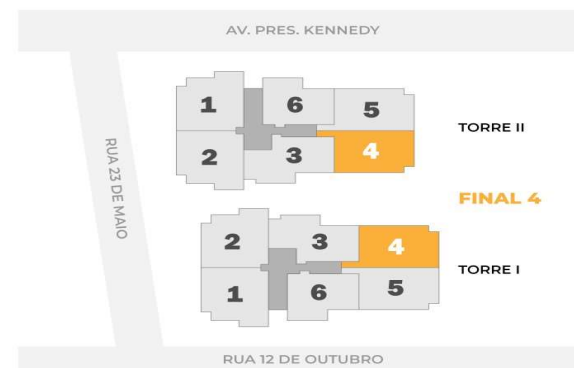 AV. PRES. KENNEDY
1
6
5
TORRE II
2
3
4
RUA 23 DE MAIO
FINAL 4
2
3
4
TORRE I
1
6
5
RUA 12 DE OUTUBRO